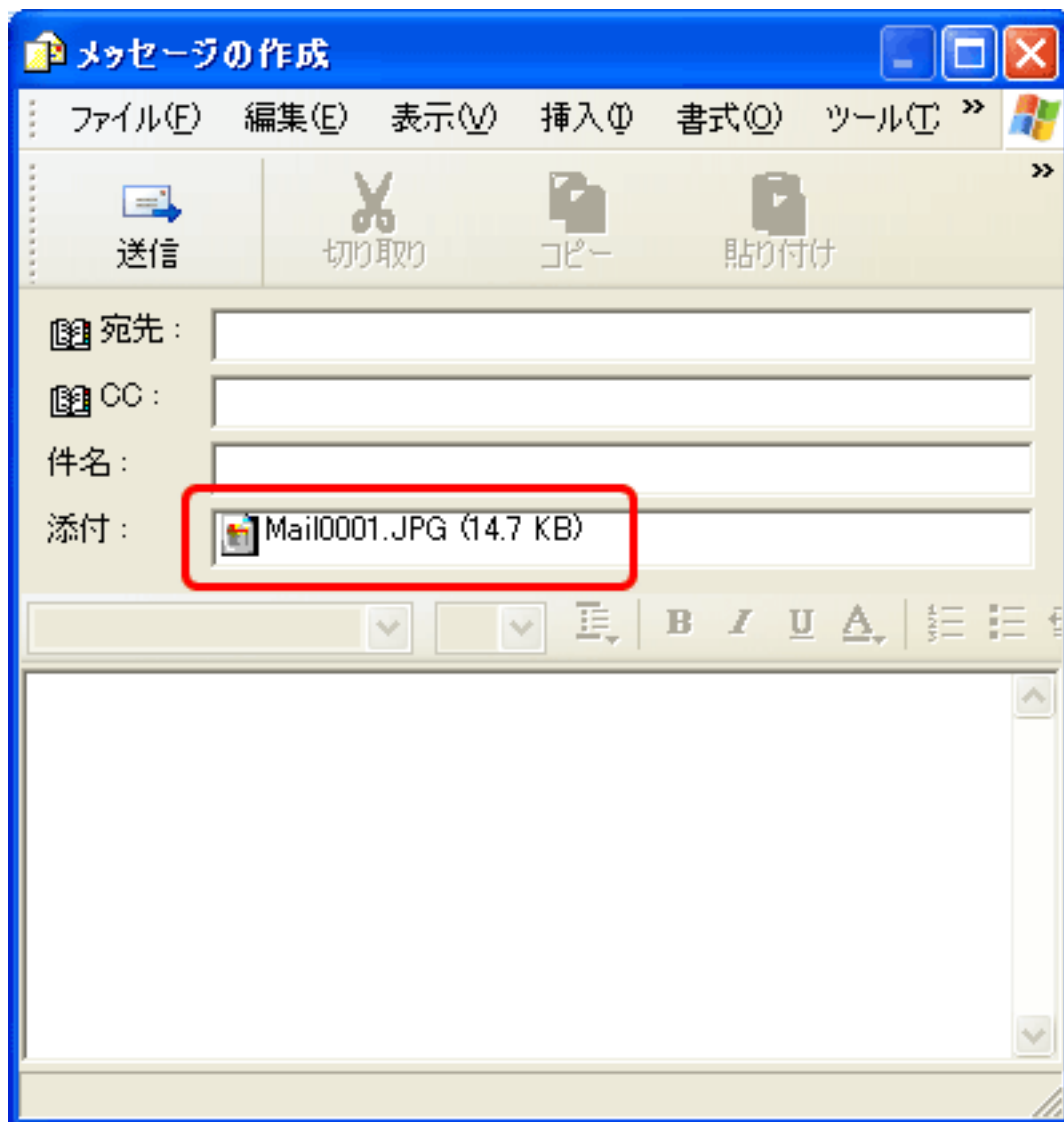 メッセージの作成
ファイル(F) 編集(E) 表示(V) 挿入(I) 書式(O) ツール(T) »
送信 切り取り コピー 貼り付け »
宛先:
CC:
件名:
添付: Mail0001.JPG (14.7 KB)
B I U A